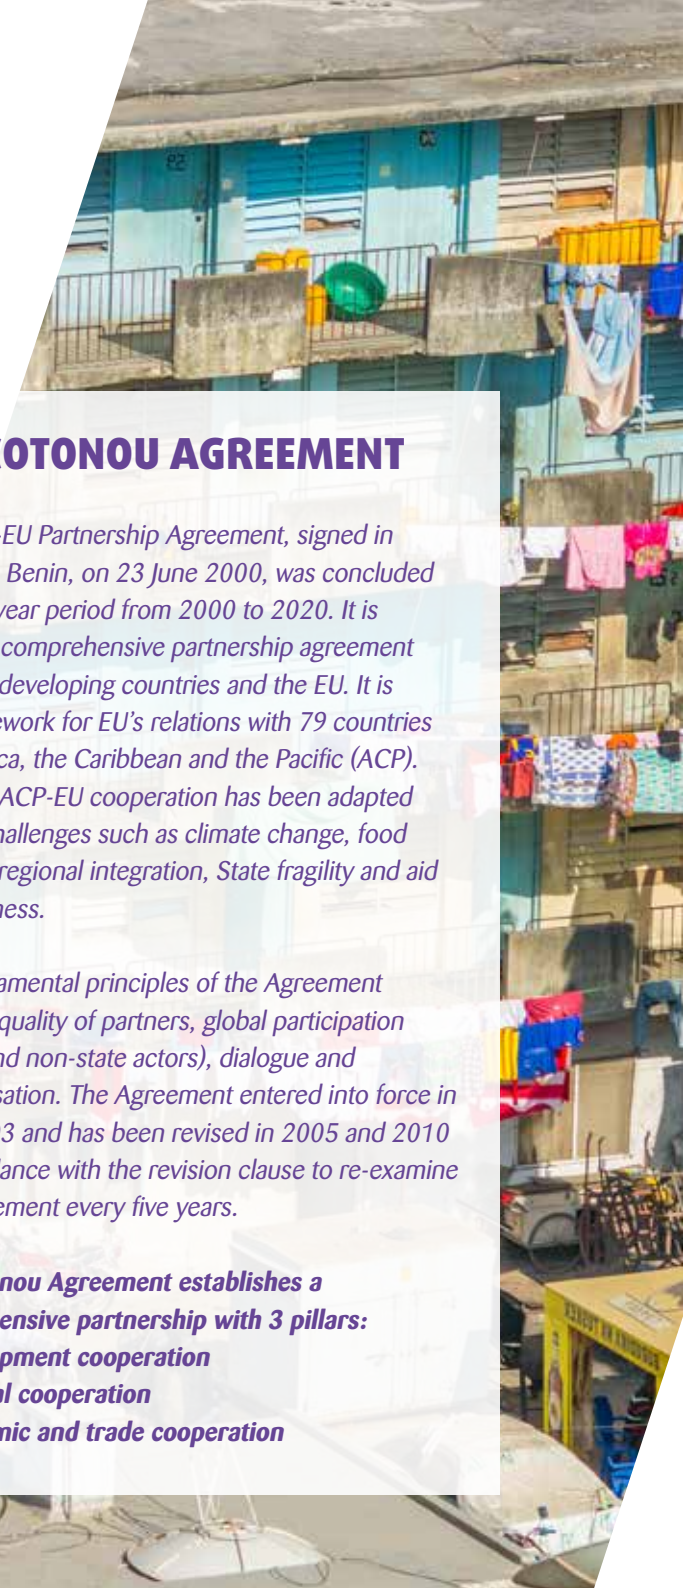 COTONOU AGREEMENT
-EU Partnership Agreement, signed in
Benin, on 23 June 2000, was concluded
year period from 2000 to 2020. It is
comprehensive partnership agreement
developing countries and the EU. It is
ework for EU's relations with 79 countries
ca, the Caribbean and the Pacific (ACP).
ACP-EU cooperation has been adapted
hallenges such as climate change, food
regional integration, State fragility and aid
ness.
amental principles of the Agreement
quality of partners, global participation
nd non-state actors), dialogue and
sation. The Agreement entered into force in
03 and has been revised in 2005 and 2010
dance with the revision clause to re-examine
ement every five years.
nou Agreement establishes a
ensive partnership with 3 pillars:
pment cooperation
al cooperation
mic and trade cooperation